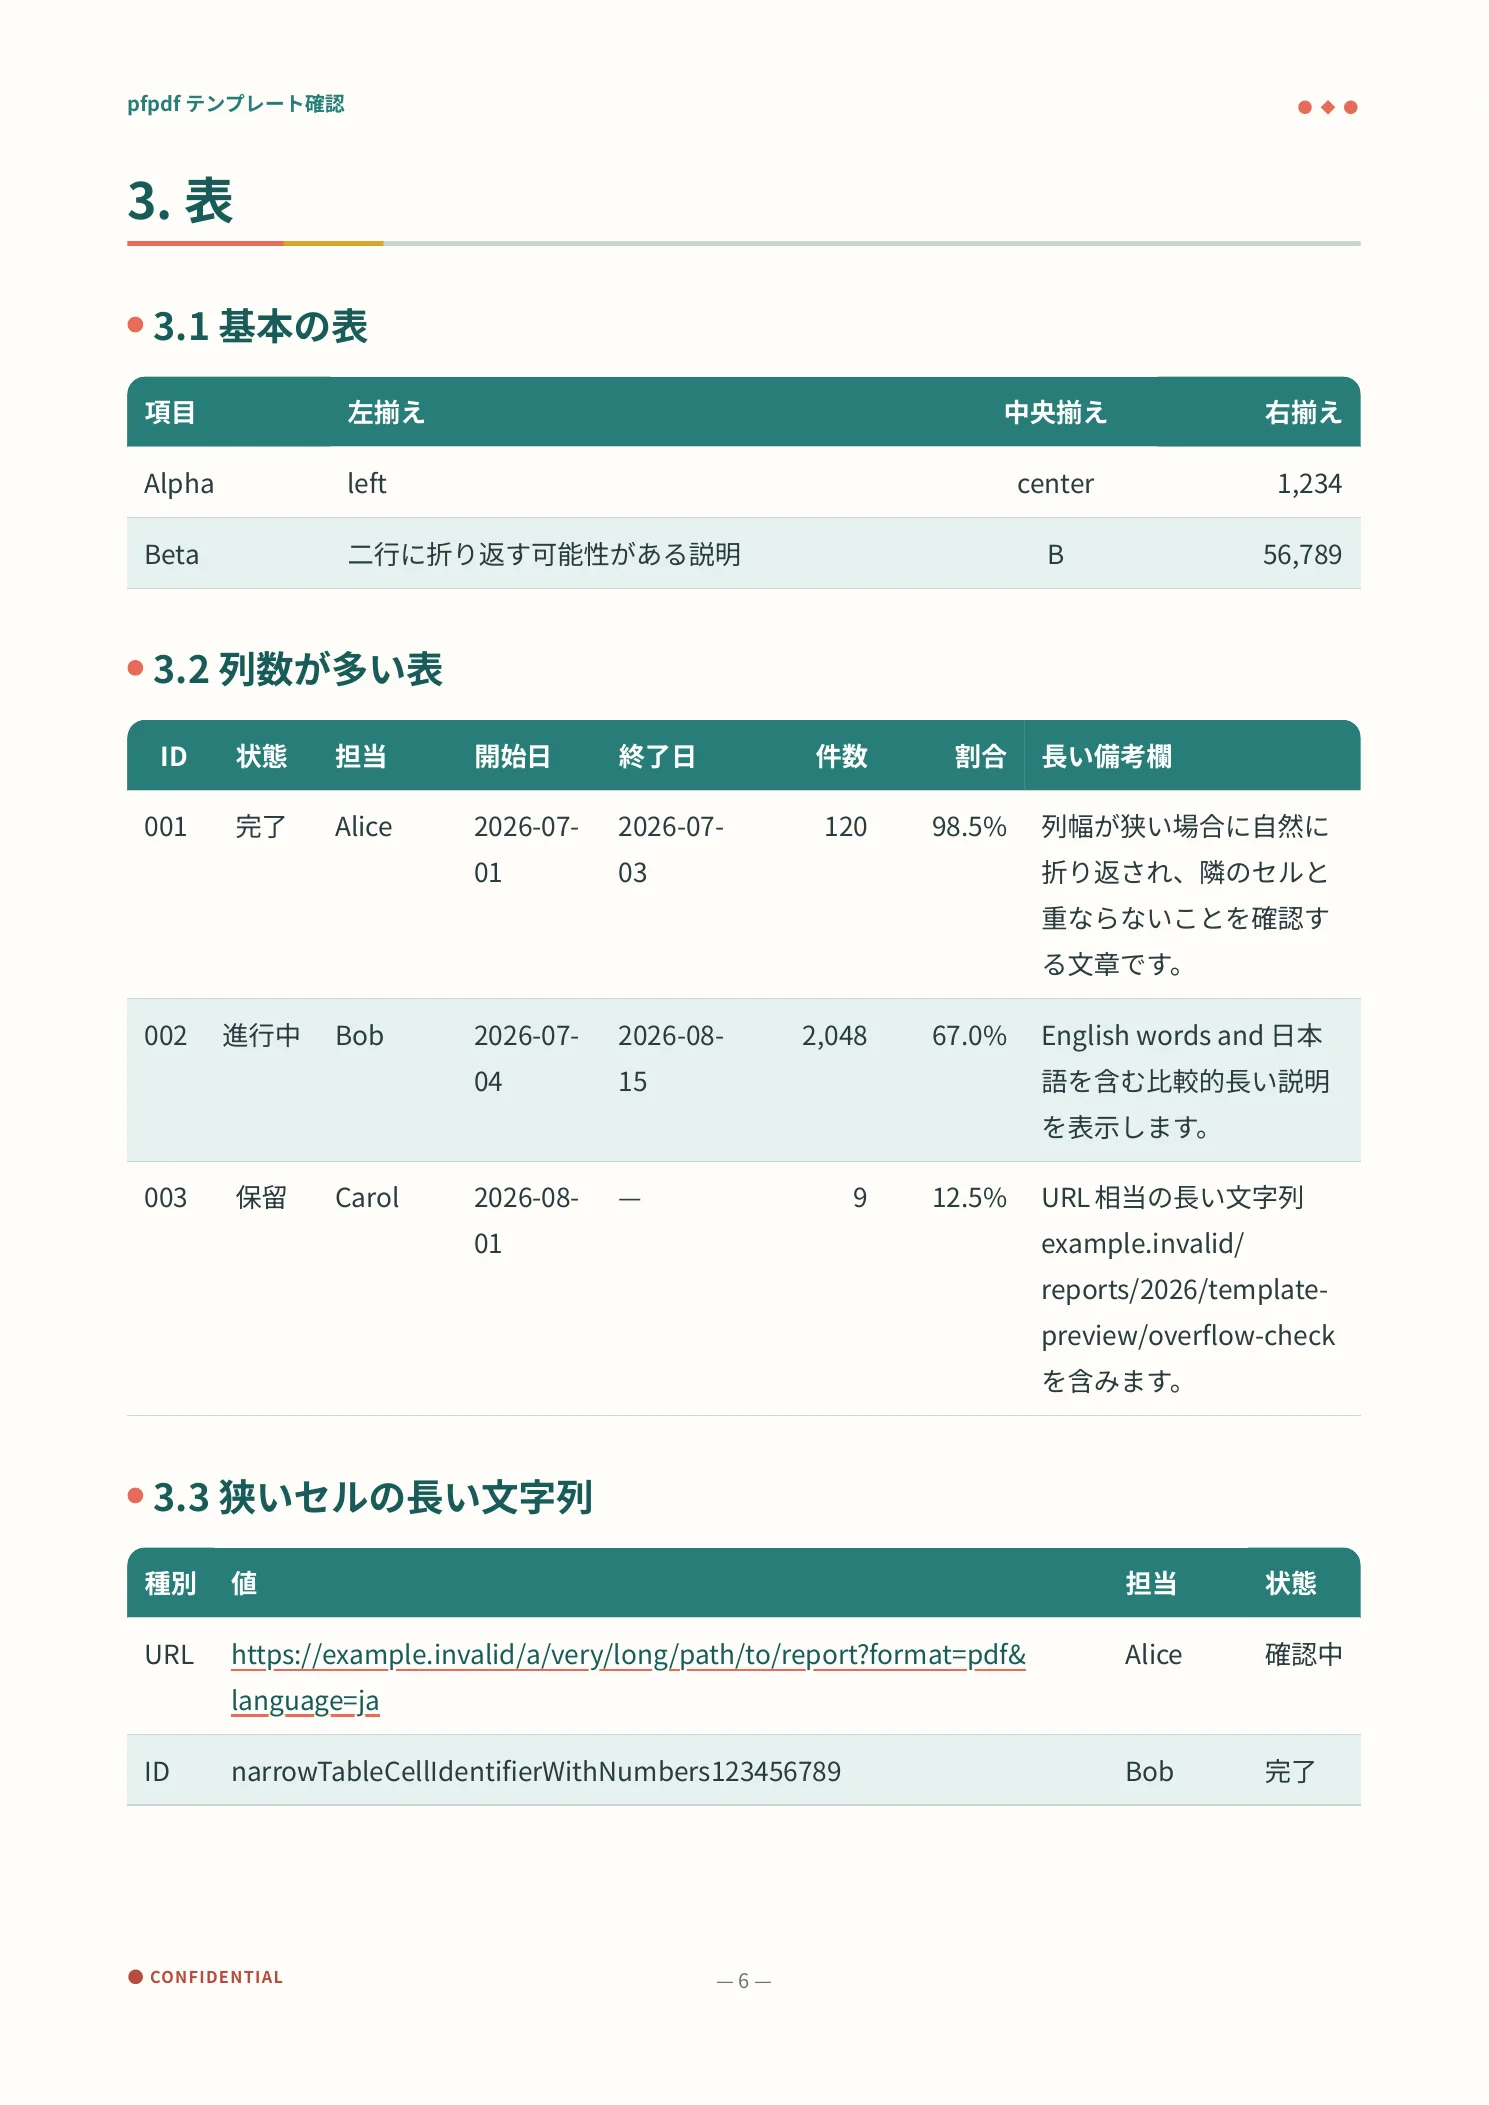 pfpdf テンプレート確認
3. 表
3.1 基本の表
項目 左揃え 中央揃え 右揃え
Alpha left center 1,234
Beta 二行に折り返す可能性がある説明 B 56,789
3.2 列数が多い表
ID 状態 担当 開始日 終了日 件数 割合 長い備考欄
001 完了 Alice 2026-07- 2026-07- 120 98.5% 列幅が狭い場合に自然に
01 03 折り返され、隣のセルと
重ならないことを確認す
る文章です。
002 進行中 Bob 2026-07- 2026-08- 2,048 67.0% English words and 日本
04 15 語を含む比較的長い説明
を表示します。
003 保留 Carol 2026-08- — 9 12.5% URL 相当の長い文字列
01 example.invalid/
reports/2026/template-
preview/overflow-check
を含みます。
3.3 狭いセルの長い文字列
種別 値 担当 状態
URL https://example.invalid/a/very/long/path/to/report?format=pdf& Alice 確認中
language=ja
ID narrowTableCellIdentifierWithNumbers123456789 Bob 完了
CONFIDENTIAL
— 6 —